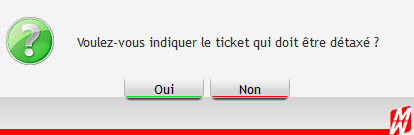 Voulez-vous indiquer le ticket qui doit être détaxé ?
Oui
Non